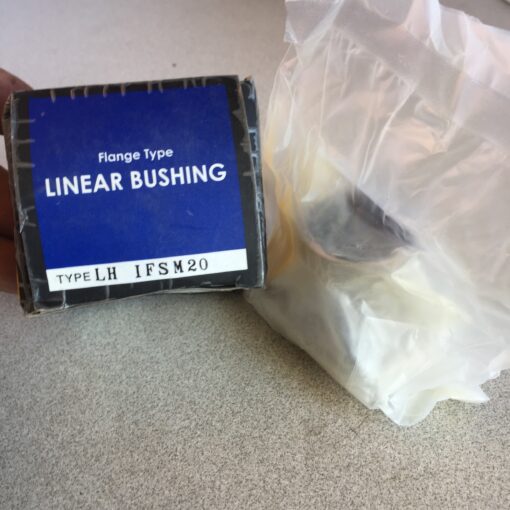 Flange Type
LINEAR BUSHING
TYPE LH IFSM20